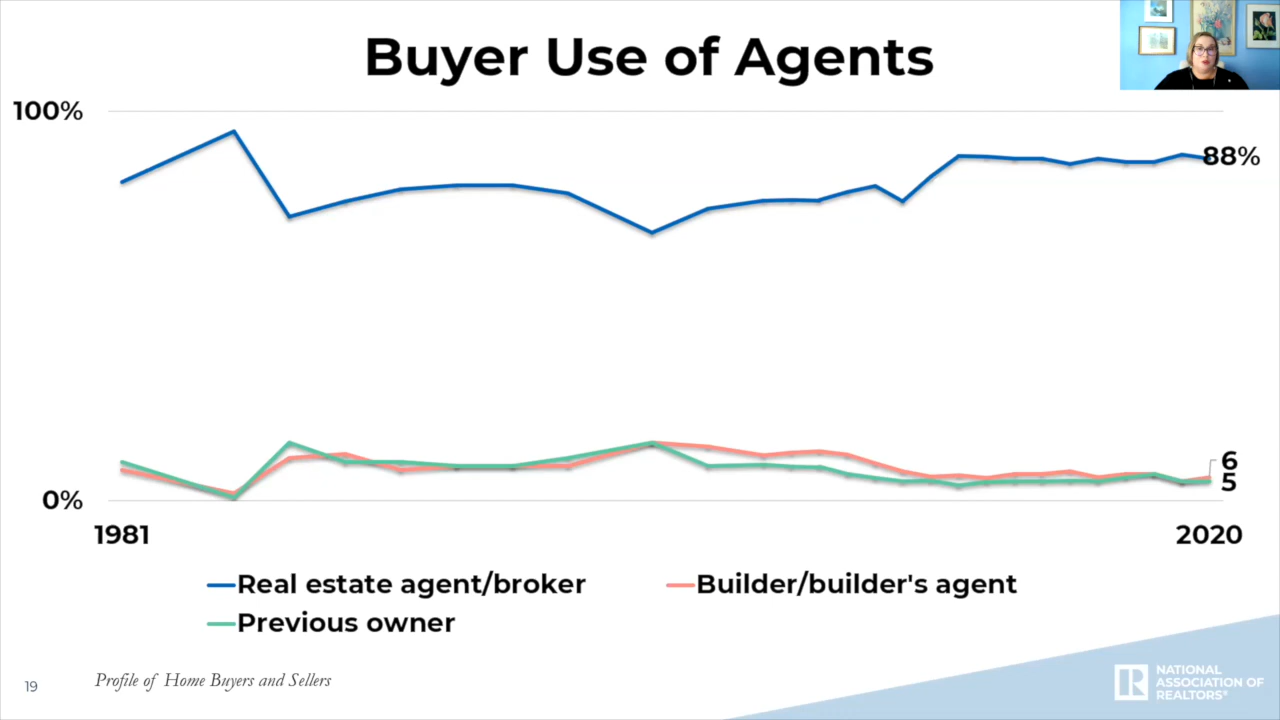 Buyer Use of Agents
100%
88%
6
5
0%
1981
2020
Real estate agent/broker
Builder/builder's agent
Previous owner
19
Profile of Home Buyers and Sellers
NATIONAL
ASSOCIATION OF
REALTORS®